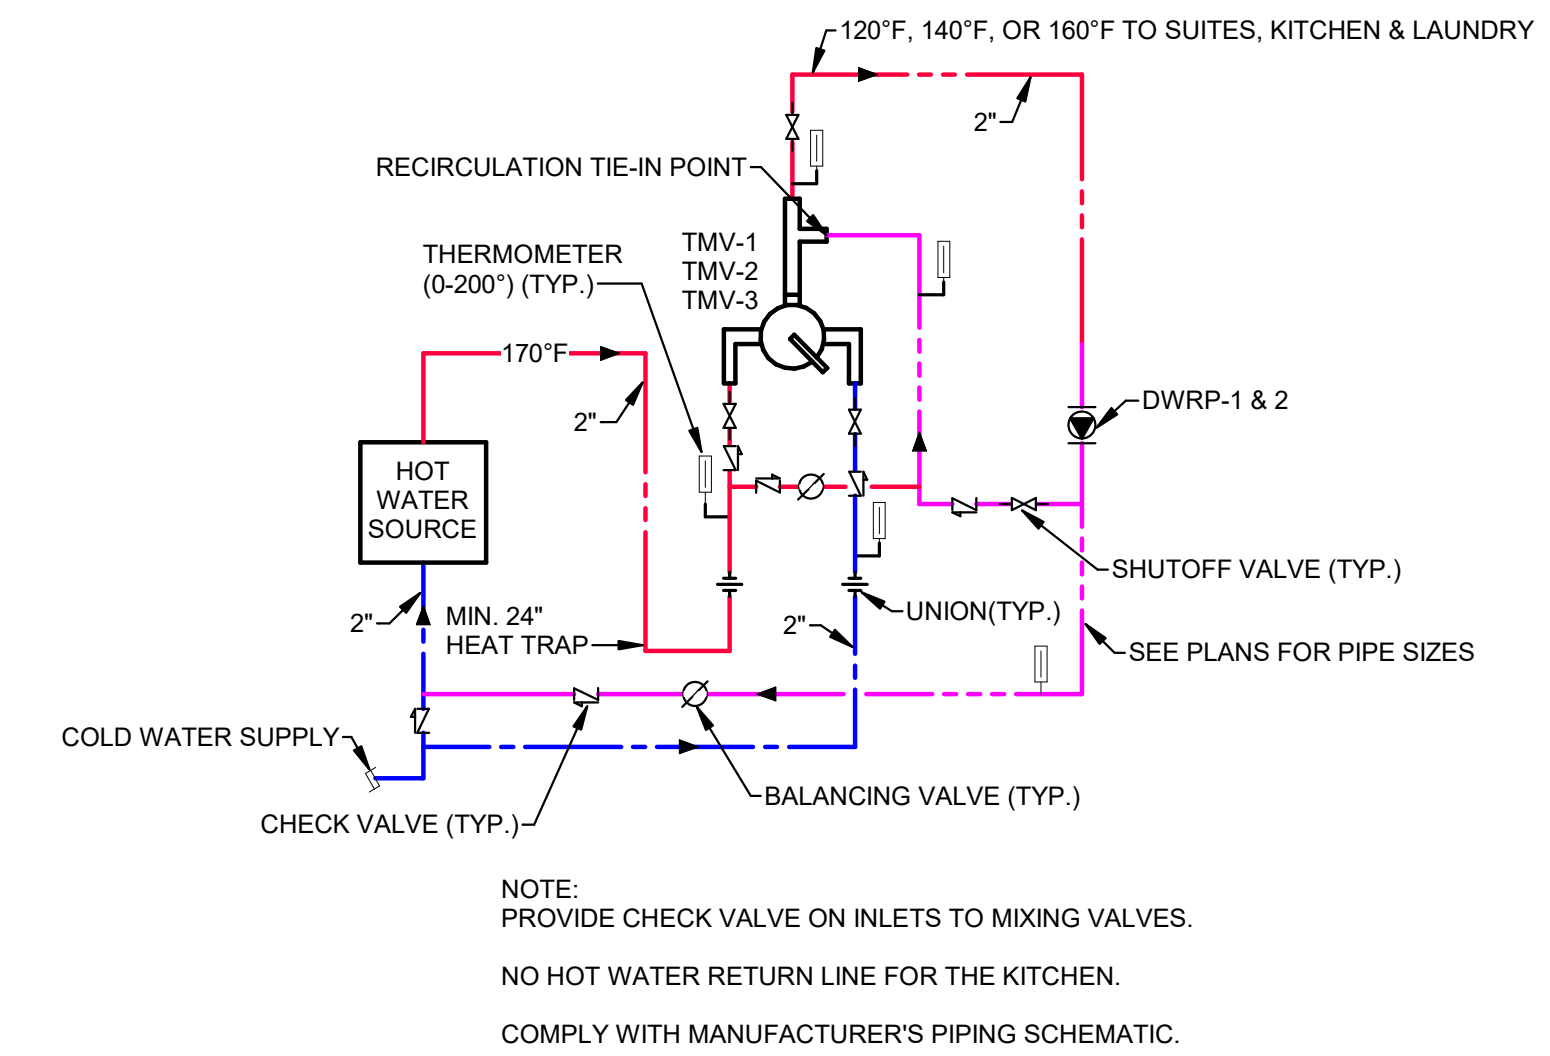 120°F, 140°F, OR 160°F TO SUITES, KITCHEN & LAUNDRY
2"
RECIRCULATION TIE-IN POINT
THERMOMETER
(0-200°) (TYP.)
TMV-1
TMV-2
TMV-3
170°F
2"
DWRP-1 & 2
HOT
WATER
SOURCE
SHUTOFF VALVE (TYP.)
2"
MIN. 24"
HEAT TRAP
UNION(TYP.)
2"
SEE PLANS FOR PIPE SIZES
COLD WATER SUPPLY
BALANCING VALVE (TYP.)
CHECK VALVE (TYP.)
NOTE:
PROVIDE CHECK VALVE ON INLETS TO MIXING VALVES.
NO HOT WATER RETURN LINE FOR THE KITCHEN.
COMPLY WITH MANUFACTURER'S PIPING SCHEMATIC.